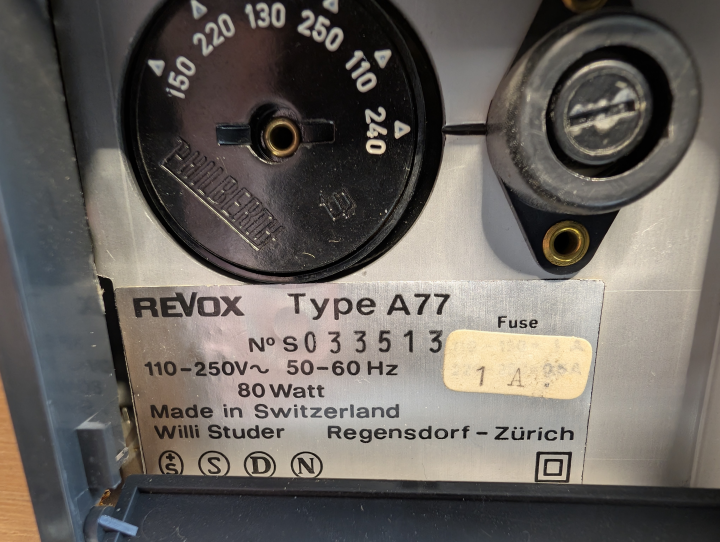 150 220 130 250 110 240
PHILBERTH
REVOX Type A77
Fuse
Nº S033513
110-250V~ 50-60 Hz
1 A
80 Watt
Made in Switzerland
Willi Studer Regensdorf - Zürich
+S S D N